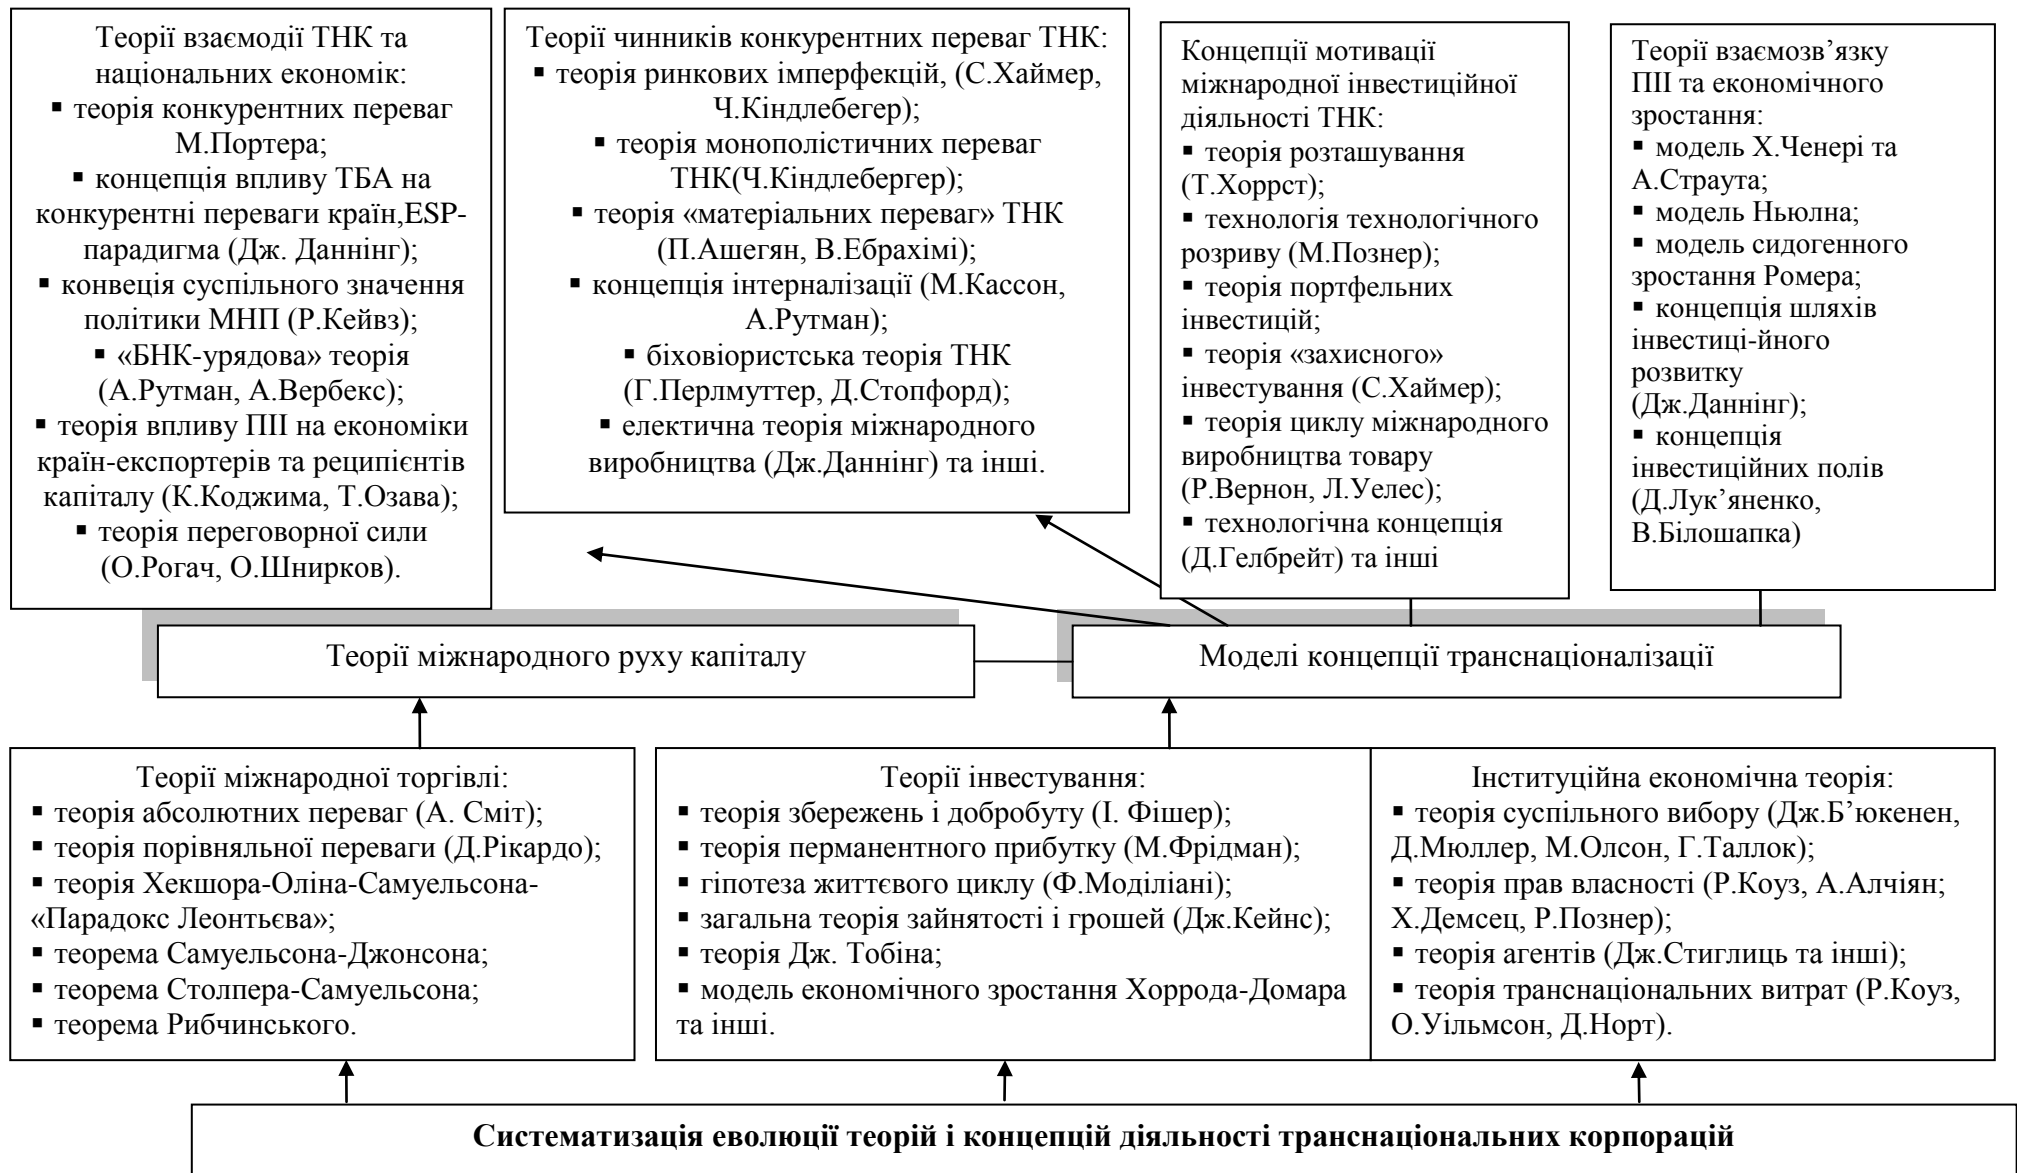 Теорії взаємодії ТНК та
національних економік:
▪ теорія конкурентних переваг
М.Портера;
▪ концепція впливу ТБА на
конкурентні переваги країн,ESP-
парадигма (Дж. Даннінг);
▪ конвеція суспільного значення
політики МНП (Р.Кейвз);
▪ «БНК-урядова» теорія
(А.Рутман, А.Вербекс);
▪ теорія впливу ПІІ на економіки
країн-експортерів та реципієнтів
капіталу (К.Коджима, Т.Озава);
▪ теорія переговорної сили
(О.Рогач, О.Шнирков).
Теорії чинників конкурентних переваг ТНК:
▪ теорія ринкових імперфекцій, (С.Хаймер,
Ч.Кіндлебегер);
▪ теорія монополістичних переваг
ТНК(Ч.Кіндлебергер);
▪ теорія «матеріальних переваг» ТНК
(П.Ашегян, В.Ебрахімі);
▪ концепція інтерналізації (М.Кассон,
А.Рутман);
▪ біховіористська теорія ТНК
(Г.Перлмуттер, Д.Стопфорд);
▪ електична теорія міжнародного
виробництва (Дж.Даннінг) та інші.
Концепції мотивації
міжнародної інвестиційної
діяльності ТНК:
▪ теорія розташування
(Т.Хоррст);
▪ технологія технологічного
розриву (М.Познер);
▪ теорія портфельних
інвестицій;
▪ теорія «захисного»
інвестування (С.Хаймер);
▪ теорія циклу міжнародного
виробництва товару
(Р.Вернон, Л.Уелес);
▪ технологічна концепція
(Д.Гелбрейт) та інші
Теорії взаємозв’язку
ПІІ та економічного
зростання:
▪ модель Х.Ченері та
А.Страута;
▪ модель Ньюлна;
▪ модель сидогенного
зростання Ромера;
▪ концепція шляхів
інвестиці-йного
розвитку
(Дж.Даннінг);
▪ концепція
інвестиційних полів
(Д.Лук’яненко,
В.Білошапка)
Теорії міжнародного руху капіталу
Моделі концепції транснаціоналізації
Теорії міжнародної торгівлі:
▪ теорія абсолютних переваг (А. Сміт);
▪ теорія порівняльної переваги (Д.Рікардо);
▪ теорія Хекшора-Оліна-Самуельсона-
«Парадокс Леонтьєва»;
▪ теорема Самуельсона-Джонсона;
▪ теорема Столпера-Самуельсона;
▪ теорема Рибчинського.
Теорії інвестування:
▪ теорія збережень і добробуту (І. Фішер);
▪ теорія перманентного прибутку (М.Фрідман);
▪ гіпотеза життєвого циклу (Ф.Моділіані);
▪ загальна теорія зайнятості і грошей (Дж.Кейнс);
▪ теорія Дж. Тобіна;
▪ модель економічного зростання Хоррода-Домара
та інші.
Інституційна економічна теорія:
▪ теорія суспільного вибору (Дж.Б’юкенен,
Д.Мюллер, М.Олсон, Г.Таллок);
▪ теорія прав власності (Р.Коуз, А.Алчіян;
Х.Демсец, Р.Познер);
▪ теорія агентів (Дж.Стиглиць та інші);
▪ теорія транснаціональних витрат (Р.Коуз,
О.Уільмсон, Д.Норт).
Систематизація еволюції теорій і концепцій діяльності транснаціональних корпорацій